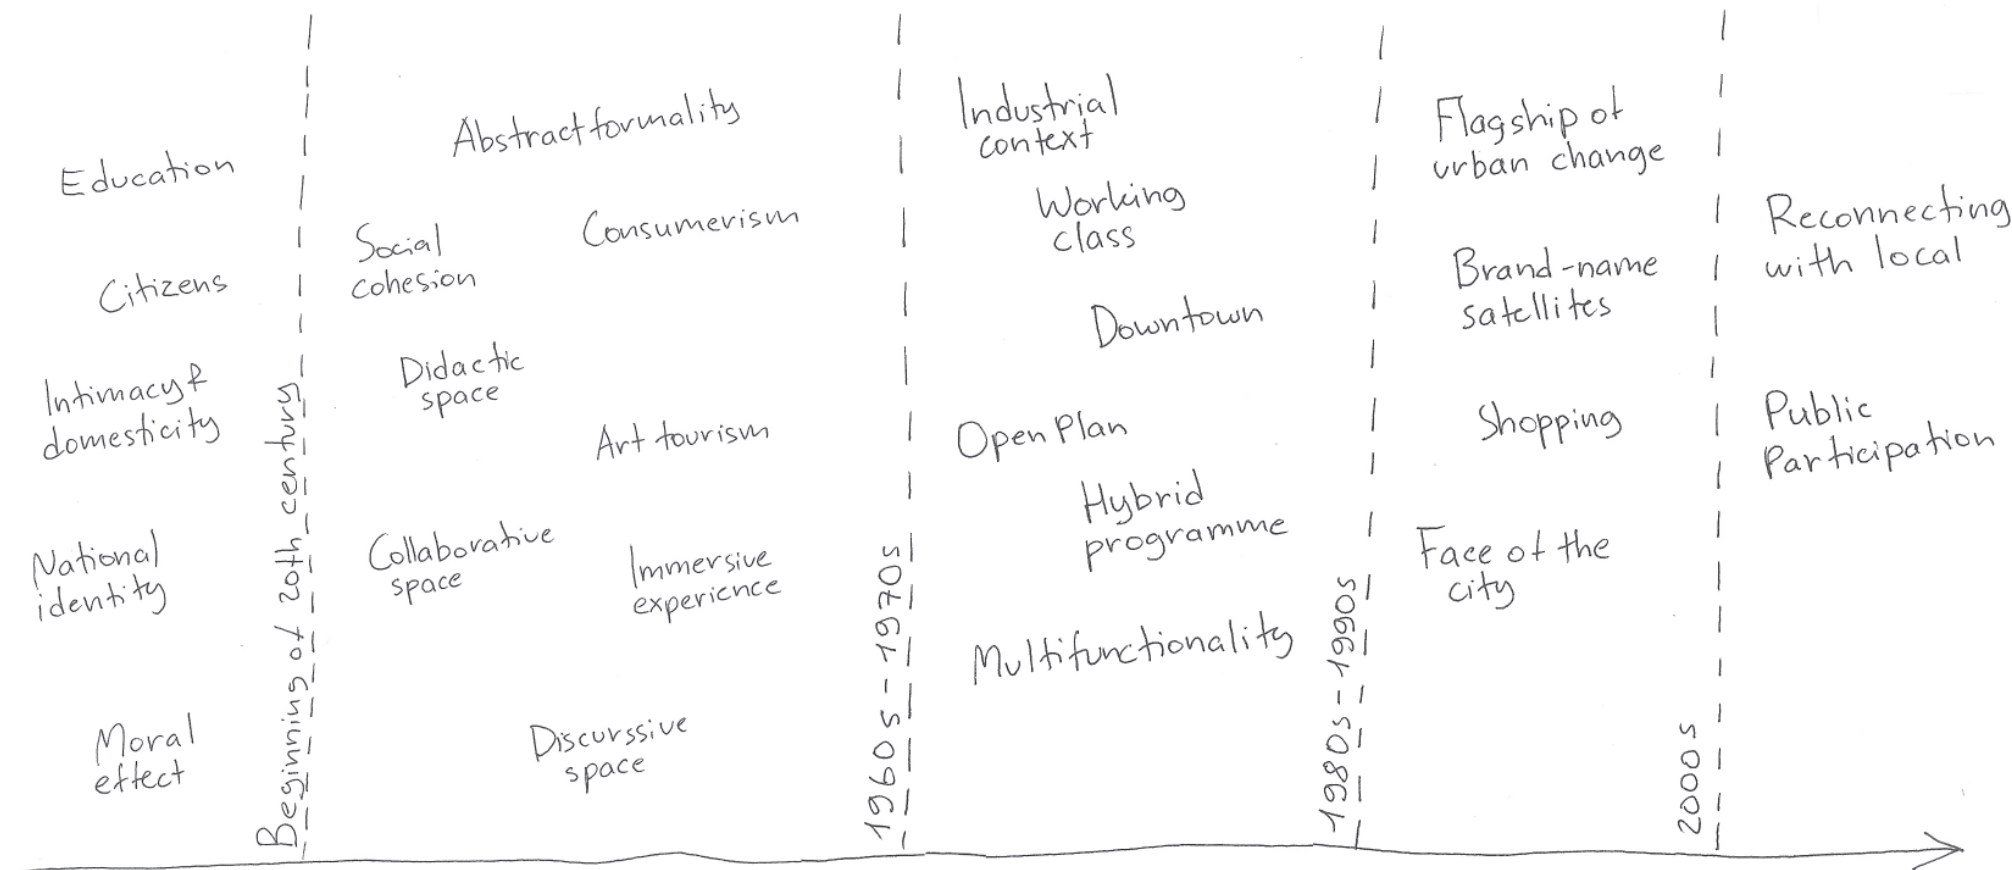 Education
Citizens
Intimacy &
domesticity
National
identity
Moral
effect
Beginning of 20th century
Abstract formality
Social
cohesion
Consumerism
Didactic
space
Art tourism
Collaborative
space
Immersive
experience
Discurssive
space
1960s - 1970s
Industrial
context
Working
class
Downtown
Open Plan
Hybrid
programme
Multifunctionality
1980s - 1990s
Flagship of
urban change
Brand-name
satellites
Shopping
Face of the
city
2000s
Reconnecting
with local
Public
Participation